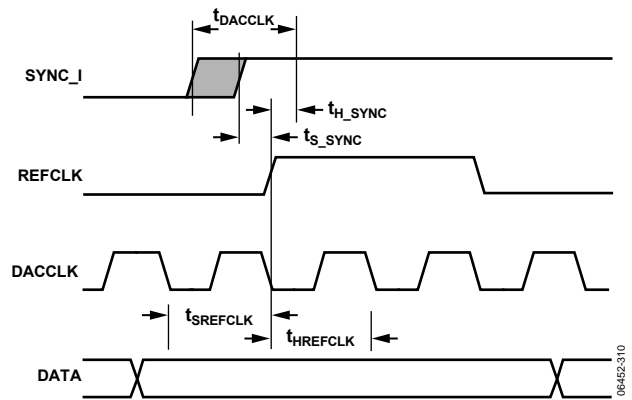 tDACCLK
SYNC_I
tH_SYNC
tS_SYNC
REFCLK
DACCLK
tSREFCLK
tHREFCLK
DATA
06452-310